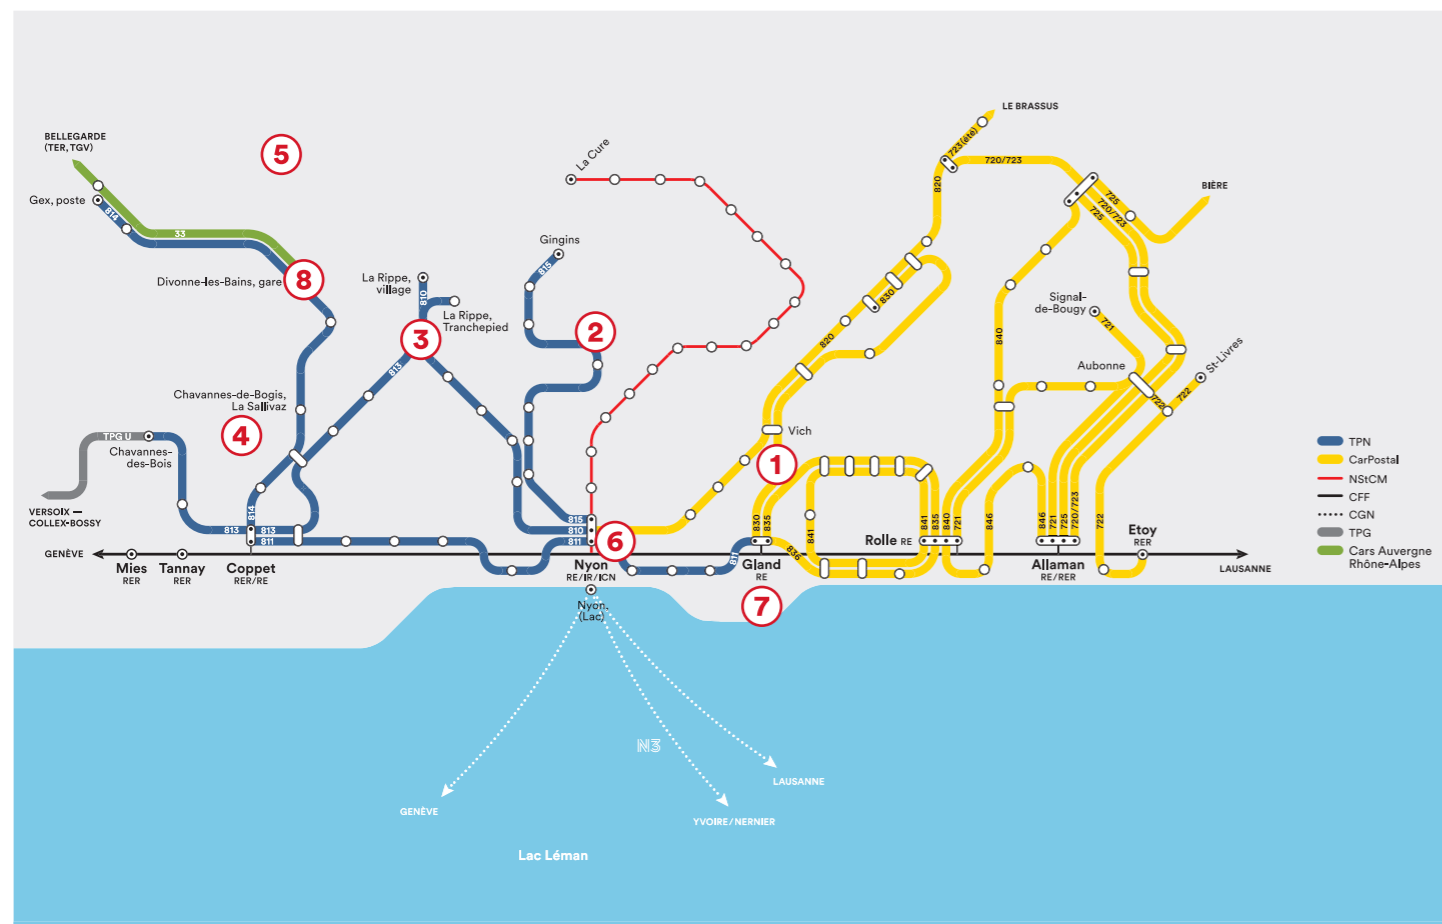 LE BRASSUS
BELLEGARDE
(TER, TGV)
5
La Cure
723(été)
720/723
820
725
720/723
725
BIÈRE
Gex, poste
814
33
Gingins
815
Divonne-les-Bains, gare
8
La Rippe,
village
810
La Rippe,
Tranchepied
3
2
813
830
820
840
Signal-
de-Bougy
721
Aubonne
St-Livres
722
722
Chavannes-de-Bogis,
La Sallivaz
4
TPG U
Chavannes-
des-Bois
Vich
1
VERSOIX —
COLLEX-BOSSY
814
813
813
811
815
810
811
6
830
835
841
836
841
835
840
721
846
846
721
725
720/723
722
811
Rolle RE
Etoy
RER
GENÈVE
LAUSANNE
Mies
RER
Tannay
RER
Coppet
RER/RE
Nyon
RE/IR/ICN
Gland
RE
Allaman
RE/RER
Nyon,
(Lac)
7
TPN
CarPostal
NStCM
CFF
CGN
TPG
Cars Auvergne
Rhône-Alpes
N3
LAUSANNE
GENÈVE
YVOIRE/NERNIER
Lac Léman